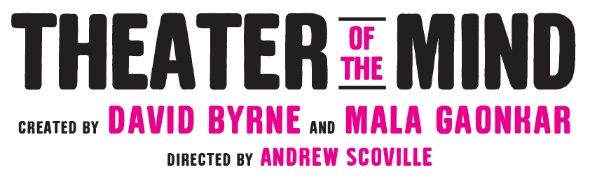 THEATER OF THE MIND
CREATED BY DAVID BYRNE AND MALA GAONKAR
DIRECTED BY ANDREW SCOVILLE